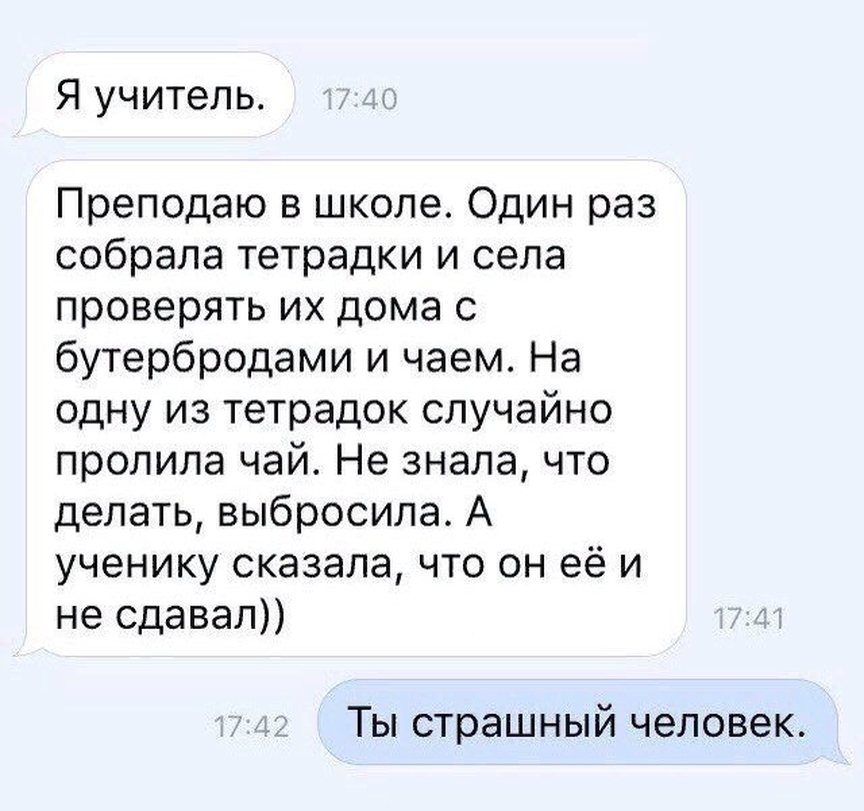 Я учитель.
17:40
Преподаю в школе. Один раз
собрала тетрадки и села
проверять их дома с
бутербродами и чаем. На
одну из тетрадок случайно
пролила чай. Не знала, что
делать, выбросила. А
ученику сказала, что он её и
не сдавал))
17:41
17:42
Ты страшный человек.